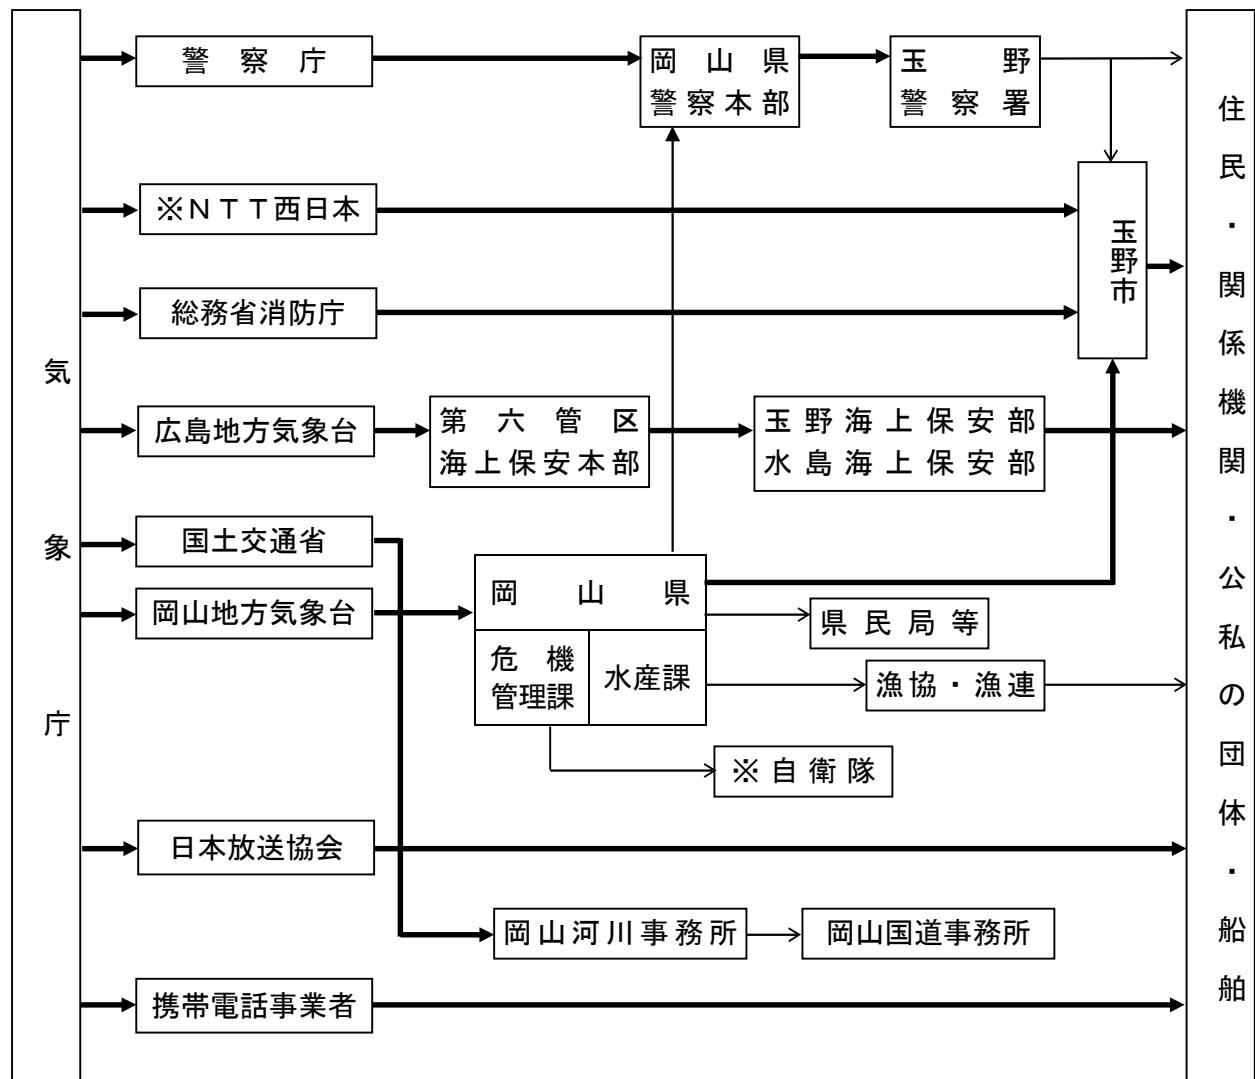 気象庁
警察庁
岡山県
警察本部
玉野
警察署
※NTT西日本
玉野市
総務省消防庁
広島地方気象台
第六管区
海上保安本部
玉野海上保安部
水島海上保安部
国土交通省
岡山地方気象台
岡山県
危機
管理課
水産課
県民局等
漁協・漁連
※自衛隊
日本放送協会
岡山河川事務所
岡山国道事務所
携帯電話事業者
住民・関係機関・公私の団体・船舶